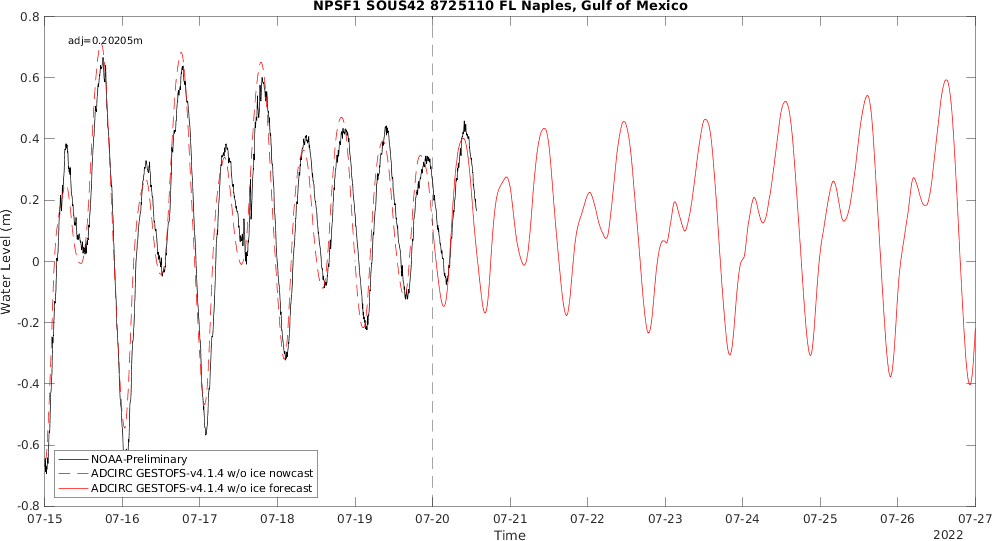 NPSF1 SOUS42 8725110 FL Naples, Gulf of Mexico
adj=0.20205m
0.8
0.6
0.4
0.2
0
-0.2
-0.4
-0.6
-0.8
Water Level (m)
NOAA-Preliminary
ADCIRC GESTOFS-v4.1.4 w/o ice nowcast
ADCIRC GESTOFS-v4.1.4 w/o ice forecast
07-15 07-16 07-17 07-18 07-19 07-20 07-21 07-22 07-23 07-24 07-25 07-26 07-27
Time
2022